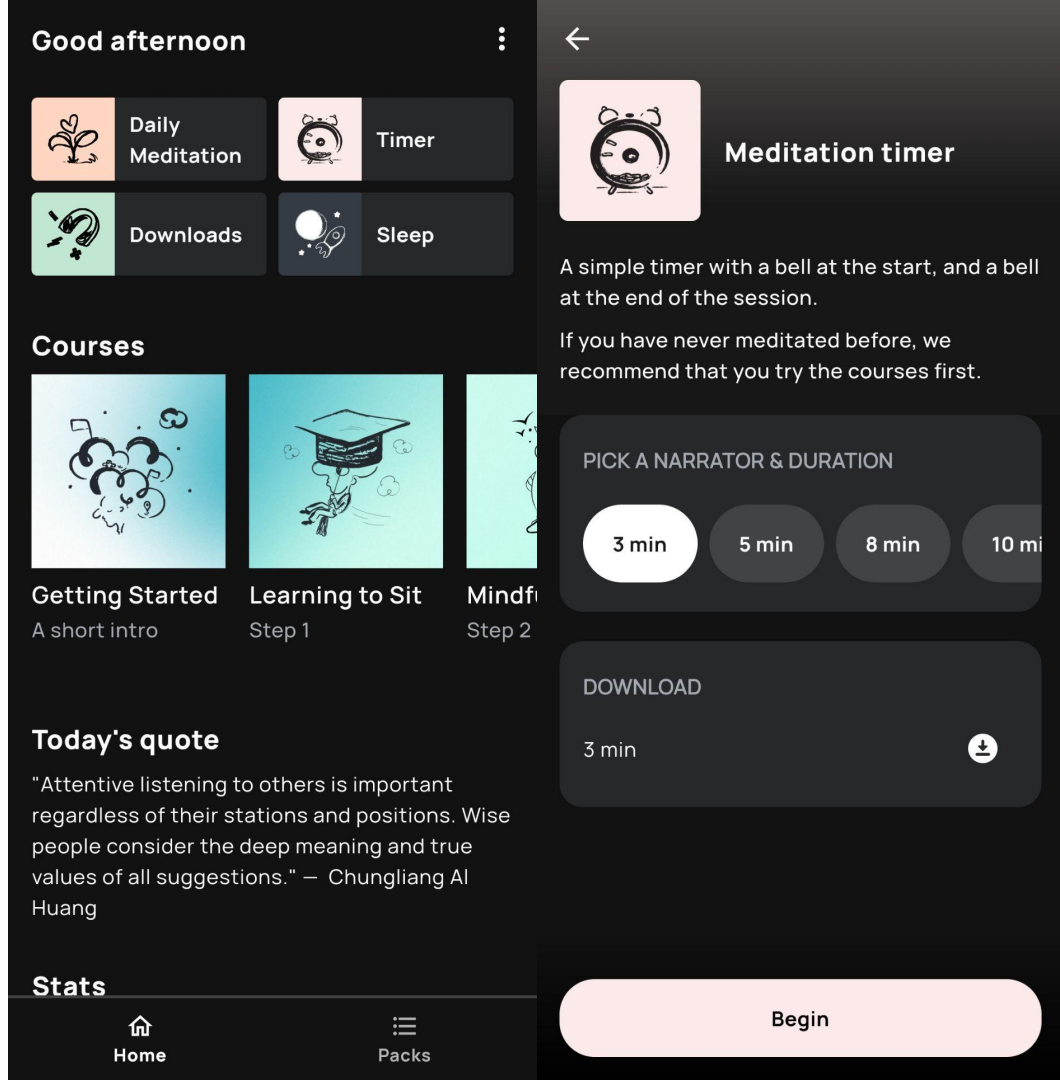 Good afternoon
Daily
Meditation
Timer
Downloads
Sleep
Courses
Getting Started
A short intro
Learning to Sit
Step 1
Mindfu
Step 2
Today's quote
"Attentive listening to others is important
regardless of their stations and positions. Wise
people consider the deep meaning and true
values of all suggestions." — Chungliang Al
Huang
Stats
Home
Packs
Meditation timer
A simple timer with a bell at the start, and a bell
at the end of the session.
If you have never meditated before, we
recommend that you try the courses first.
PICK A NARRATOR & DURATION
3 min
5 min
8 min
10 mi
DOWNLOAD
3 min
Begin